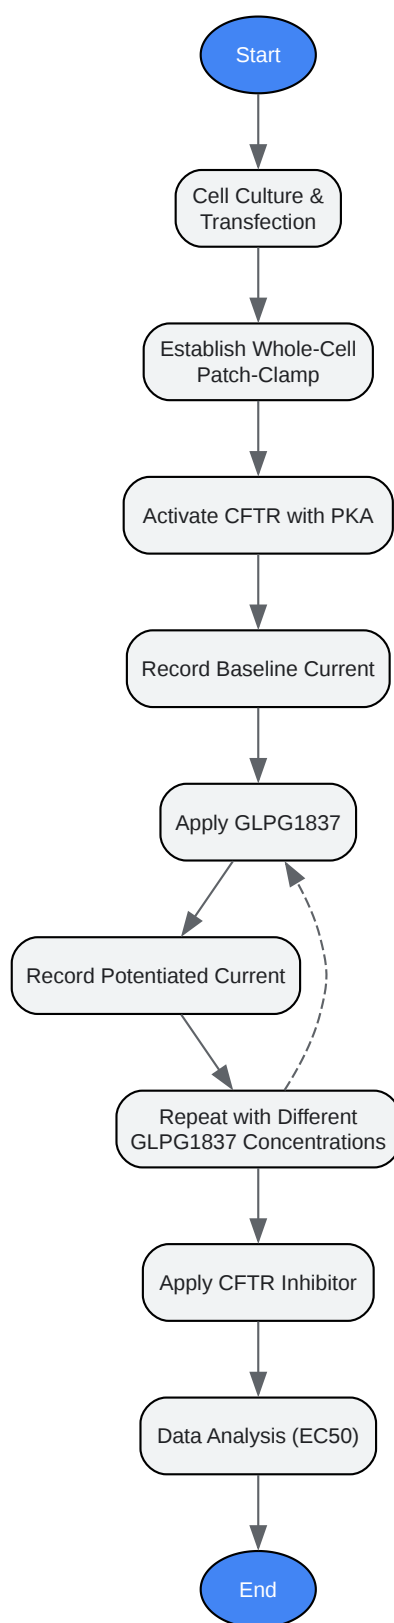 Start
Cell Culture &
Transfection
Establish Whole-Cell
Patch-Clamp
Activate CFTR with PKA
Record Baseline Current
Apply GLPG1837
Record Potentiated Current
Repeat with Different
GLPG1837 Concentrations
Apply CFTR Inhibitor
Data Analysis (EC50)
End